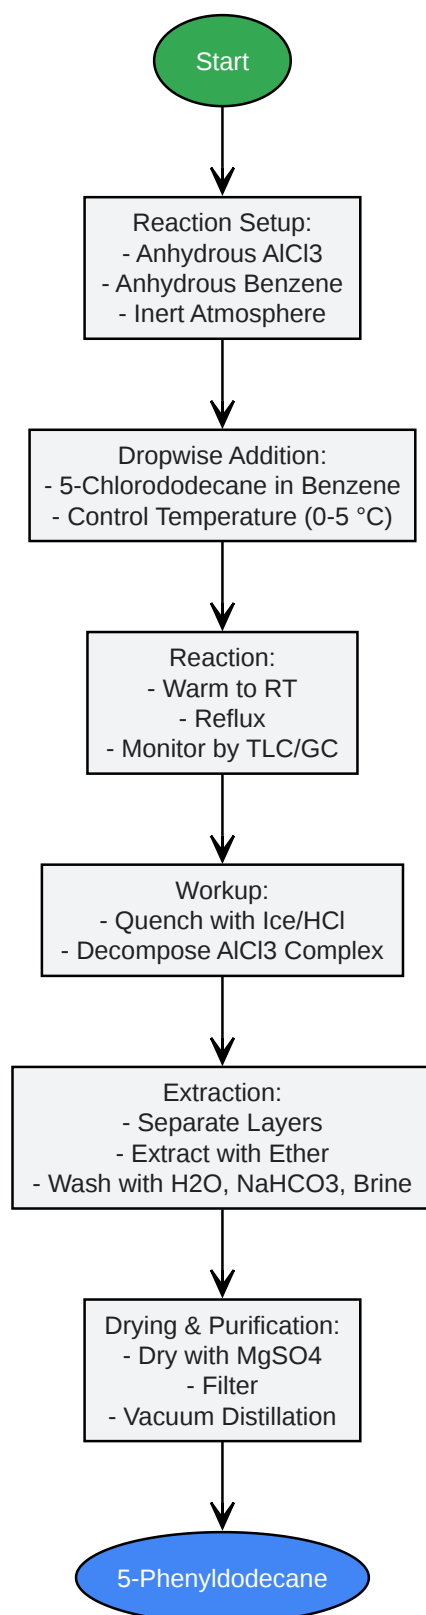 Start
Reaction Setup:
- Anhydrous AlCl3
- Anhydrous Benzene
- Inert Atmosphere
Dropwise Addition:
- 5-Chlorododecane in Benzene
- Control Temperature (0-5 °C)
Reaction:
- Warm to RT
- Reflux
- Monitor by TLC/GC
Workup:
- Quench with Ice/HCl
- Decompose AlCl3 Complex
Extraction:
- Separate Layers
- Extract with Ether
- Wash with H2O, NaHCO3, Brine
Drying & Purification:
- Dry with MgSO4
- Filter
- Vacuum Distillation
5-Phenyldodecane